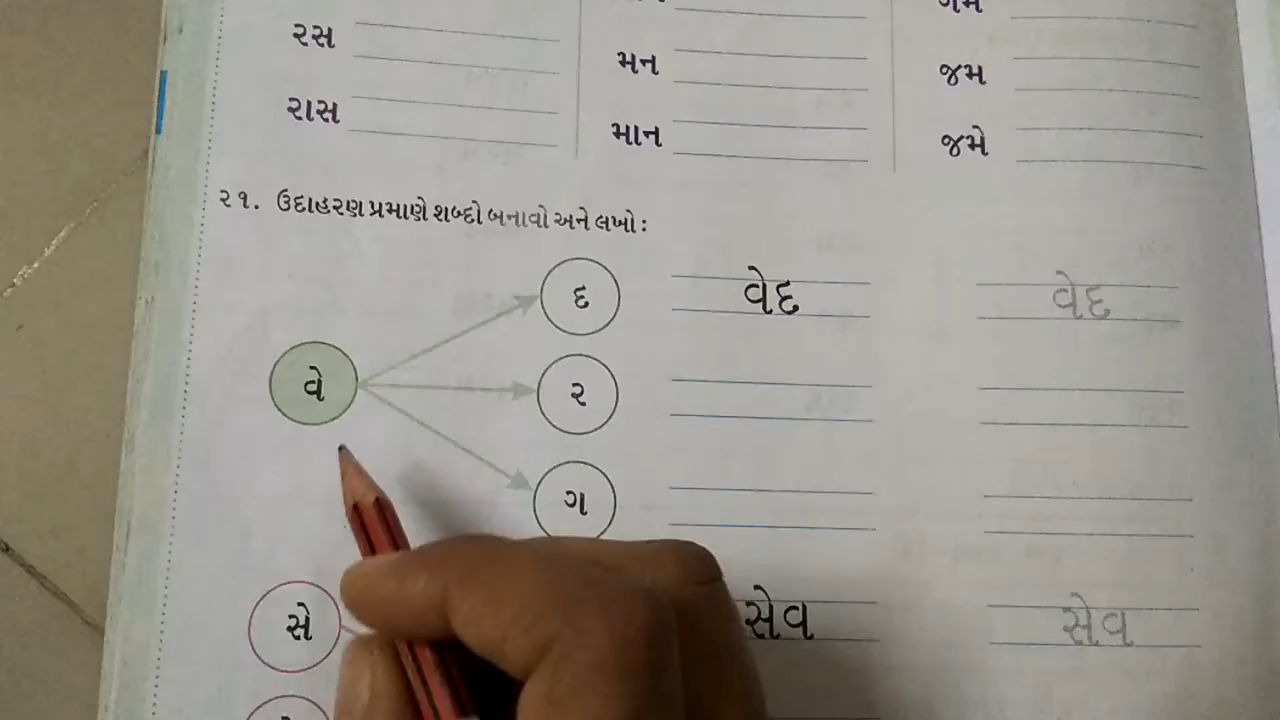 રસ
રાસ
મન
માન
જમ
જમે
૨૧. ઉદાહરણ પ્રમાણે શબ્દો બનાવો અને લખો :
વે
દ
વેદ
વેદ
ર
ગ
સે
સેવ
સેવ